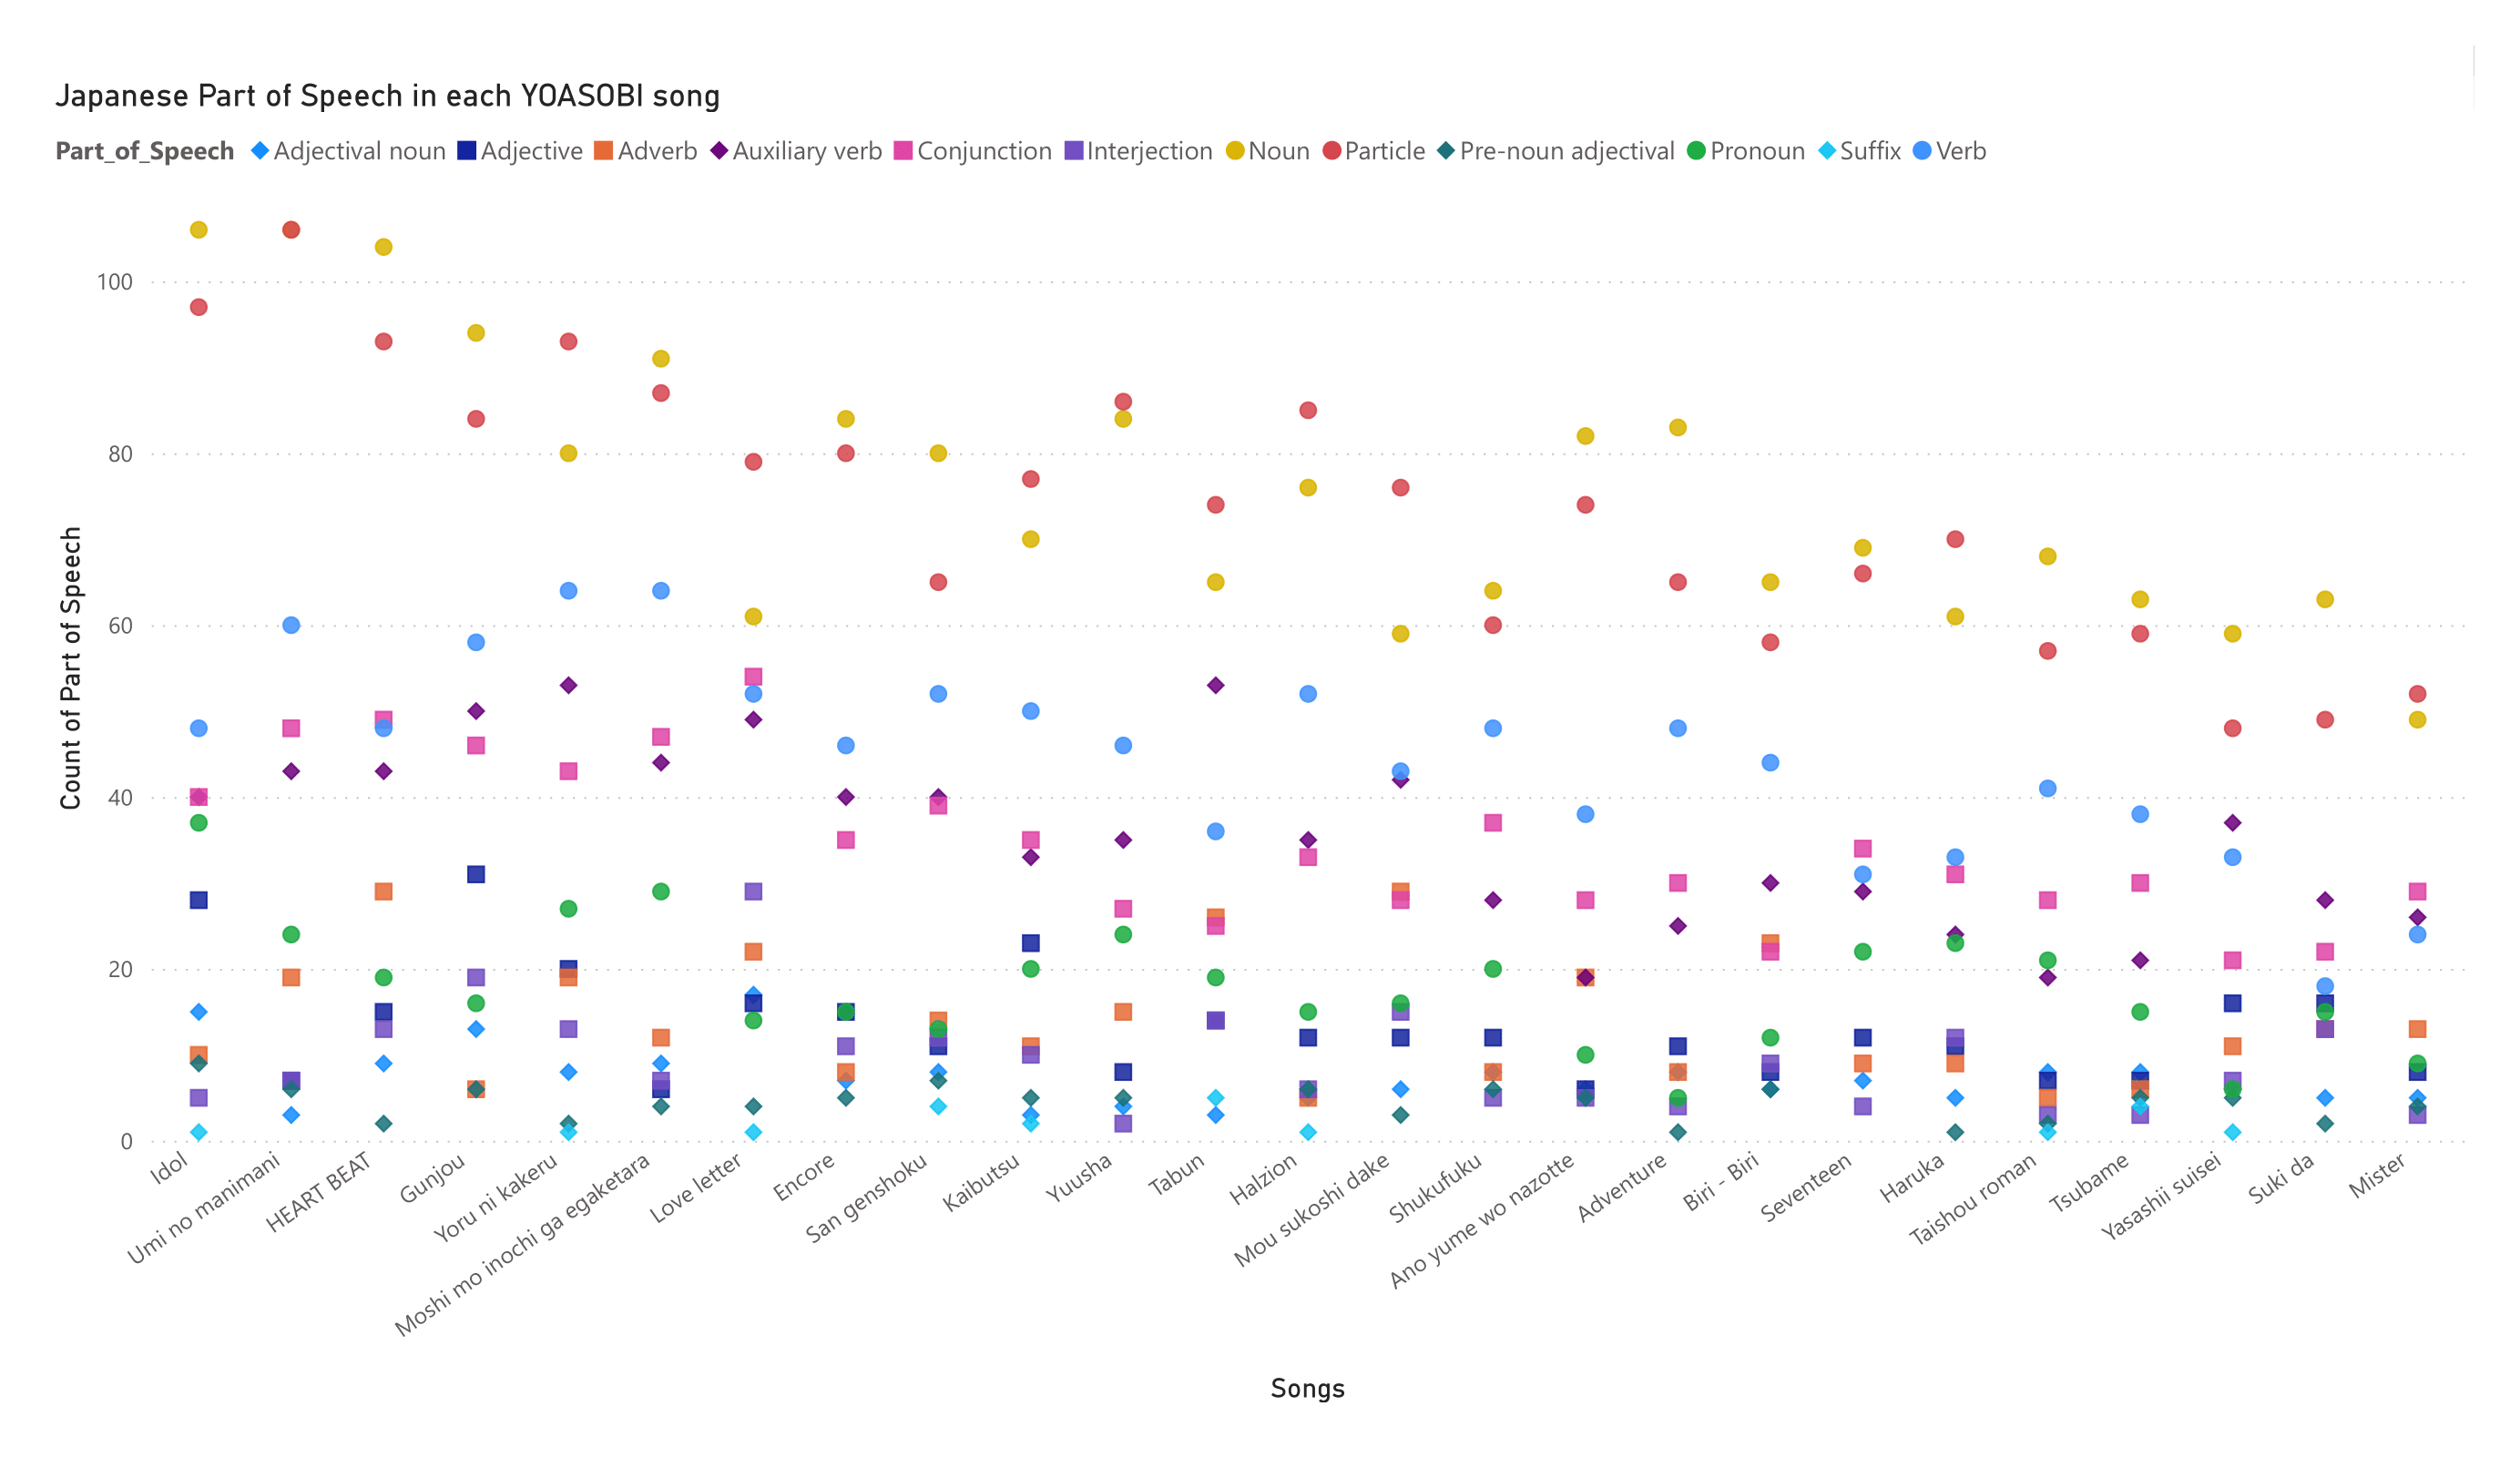 Japanese Part of Speech in each YOASOBI song
Part_of_Speech Adjectival noun Adjective Adverb Auxiliary verb Conjunction Interjection Noun Particle Pre-noun adjectival Pronoun Suffix Verb
Count of Part of Speech
100
80
60
40
20
0
Idol
Umi no manimani
HEART BEAT
Gunjou
Yoru ni kakeru
Moshi mo inochi ga egaketara
Love letter
Encore
San genshoku
Kaibutsu
Yuusha
Tabun
Halzion
Mou sukoshi dake
Shukufuku
Ano yume wo nazotte
Adventure
Biri - Biri
Seventeen
Haruka
Taishou roman
Tsubame
Yasashii suisei
Suki da
Mister
Songs